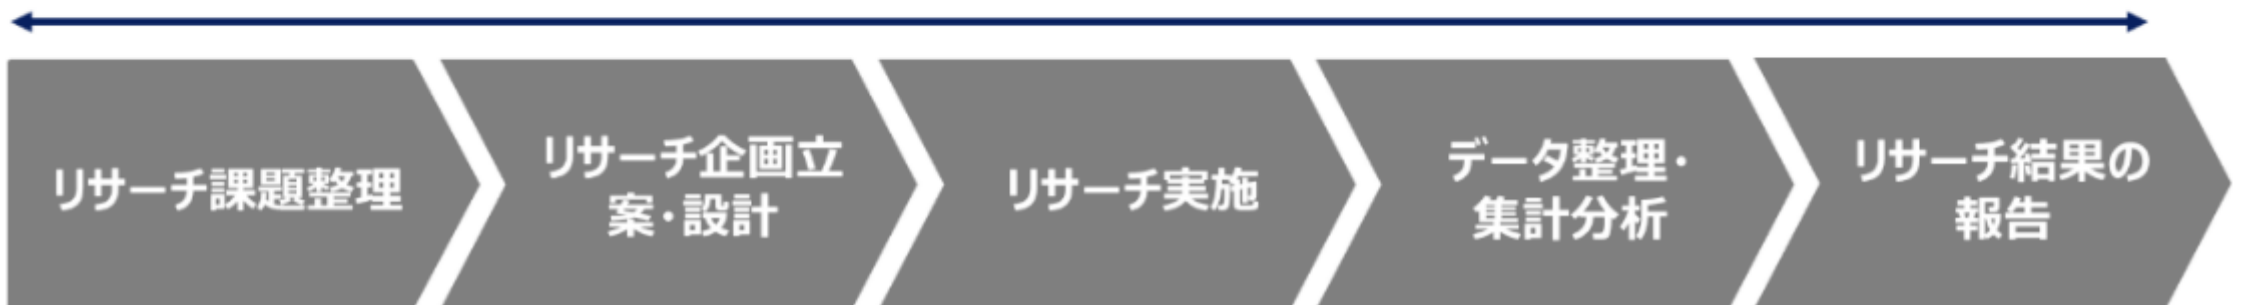 リサーチ課題整理
リサーチ企画立
案・設計
リサーチ実施
データ整理・
集計分析
リサーチ結果の
報告